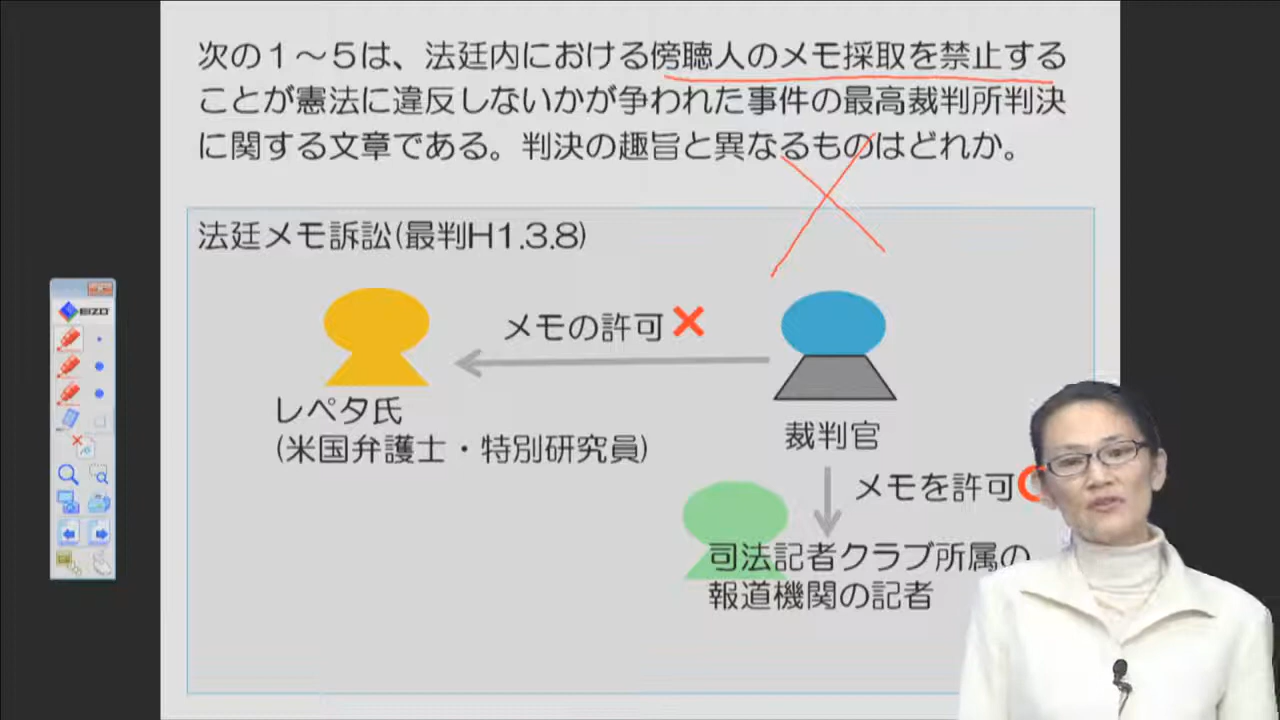 次の1～5は、法廷内における傍聴人のメモ採取を禁止する
ことが憲法に違反しないかが争われた事件の最高裁判所判決
に関する文章である。判決の趣旨と異なるものはどれか。
法廷メモ訴訟(最判H1.3.8)
メモの許可
レペタ氏
(米国弁護士・特別研究員)
裁判官
メモを許可
司法記者クラブ所属の
報道機関の記者
EIZO